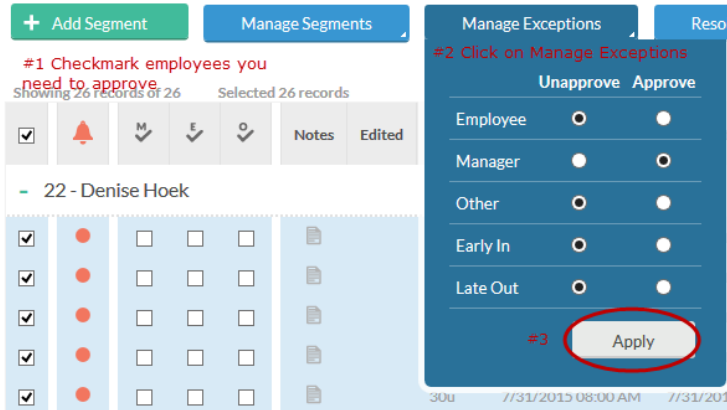 + Add Segment
Manage Segments
Manage Exceptions
Reso
#1 Checkmark employees you
need to approve
#2 Click on Manage Exceptions
Showing 26 records of 26
Selected 26 records
Unapprove Approve
M E O Notes Edited
Employee
Manager
Other
Early In
Late Out
- 22 - Denise Hoek
#3
Apply
30u 7/31/2015 08:00 AM 7/31/201